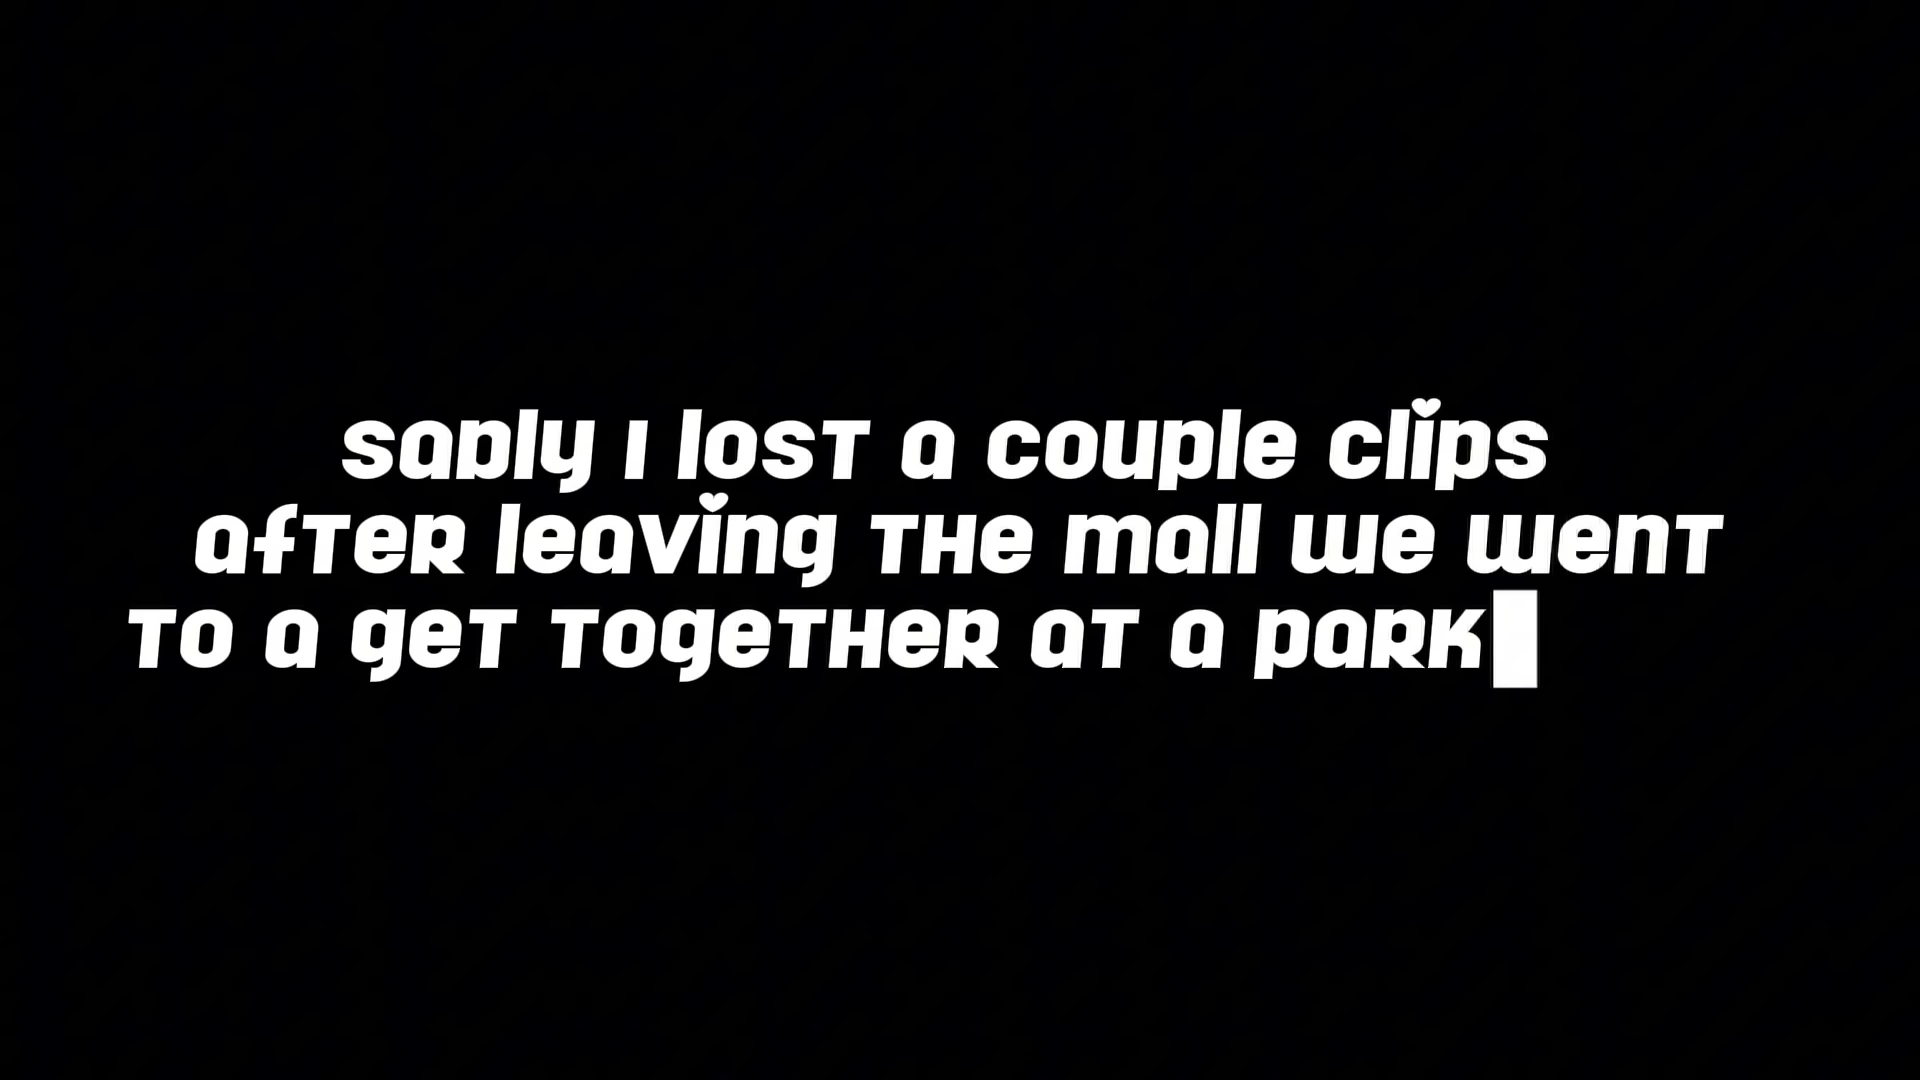 sadly I lost a couple clips
after leaving the mall we went
to a get together at a park